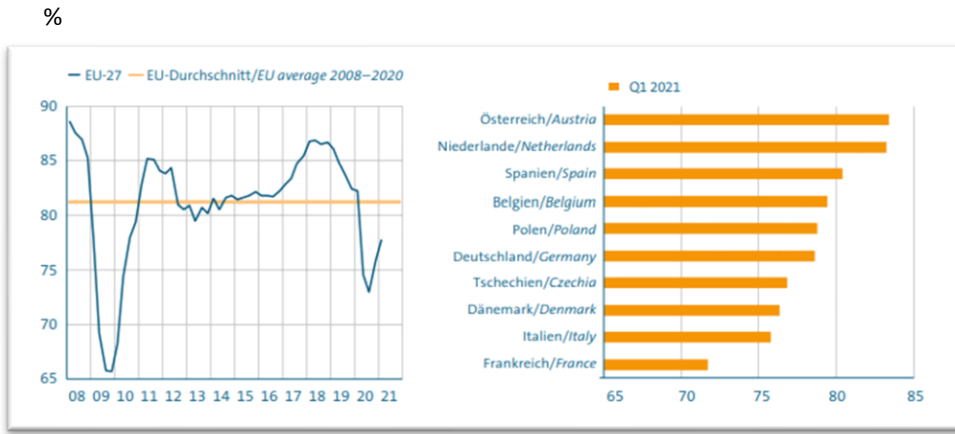 %
EU-27 EU-Durchschnitt/EU average 2008–2020
90
85
80
75
70
65
08 09 10 11 12 13 14 15 16 17 18 19 20 21
Q1 2021
Österreich/Austria
Niederlande/Netherlands
Spanien/Spain
Belgien/Belgium
Polen/Poland
Deutschland/Germany
Tschechien/Czechia
Dänemark/Denmark
Italien/Italy
Frankreich/France
65 70 75 80 85